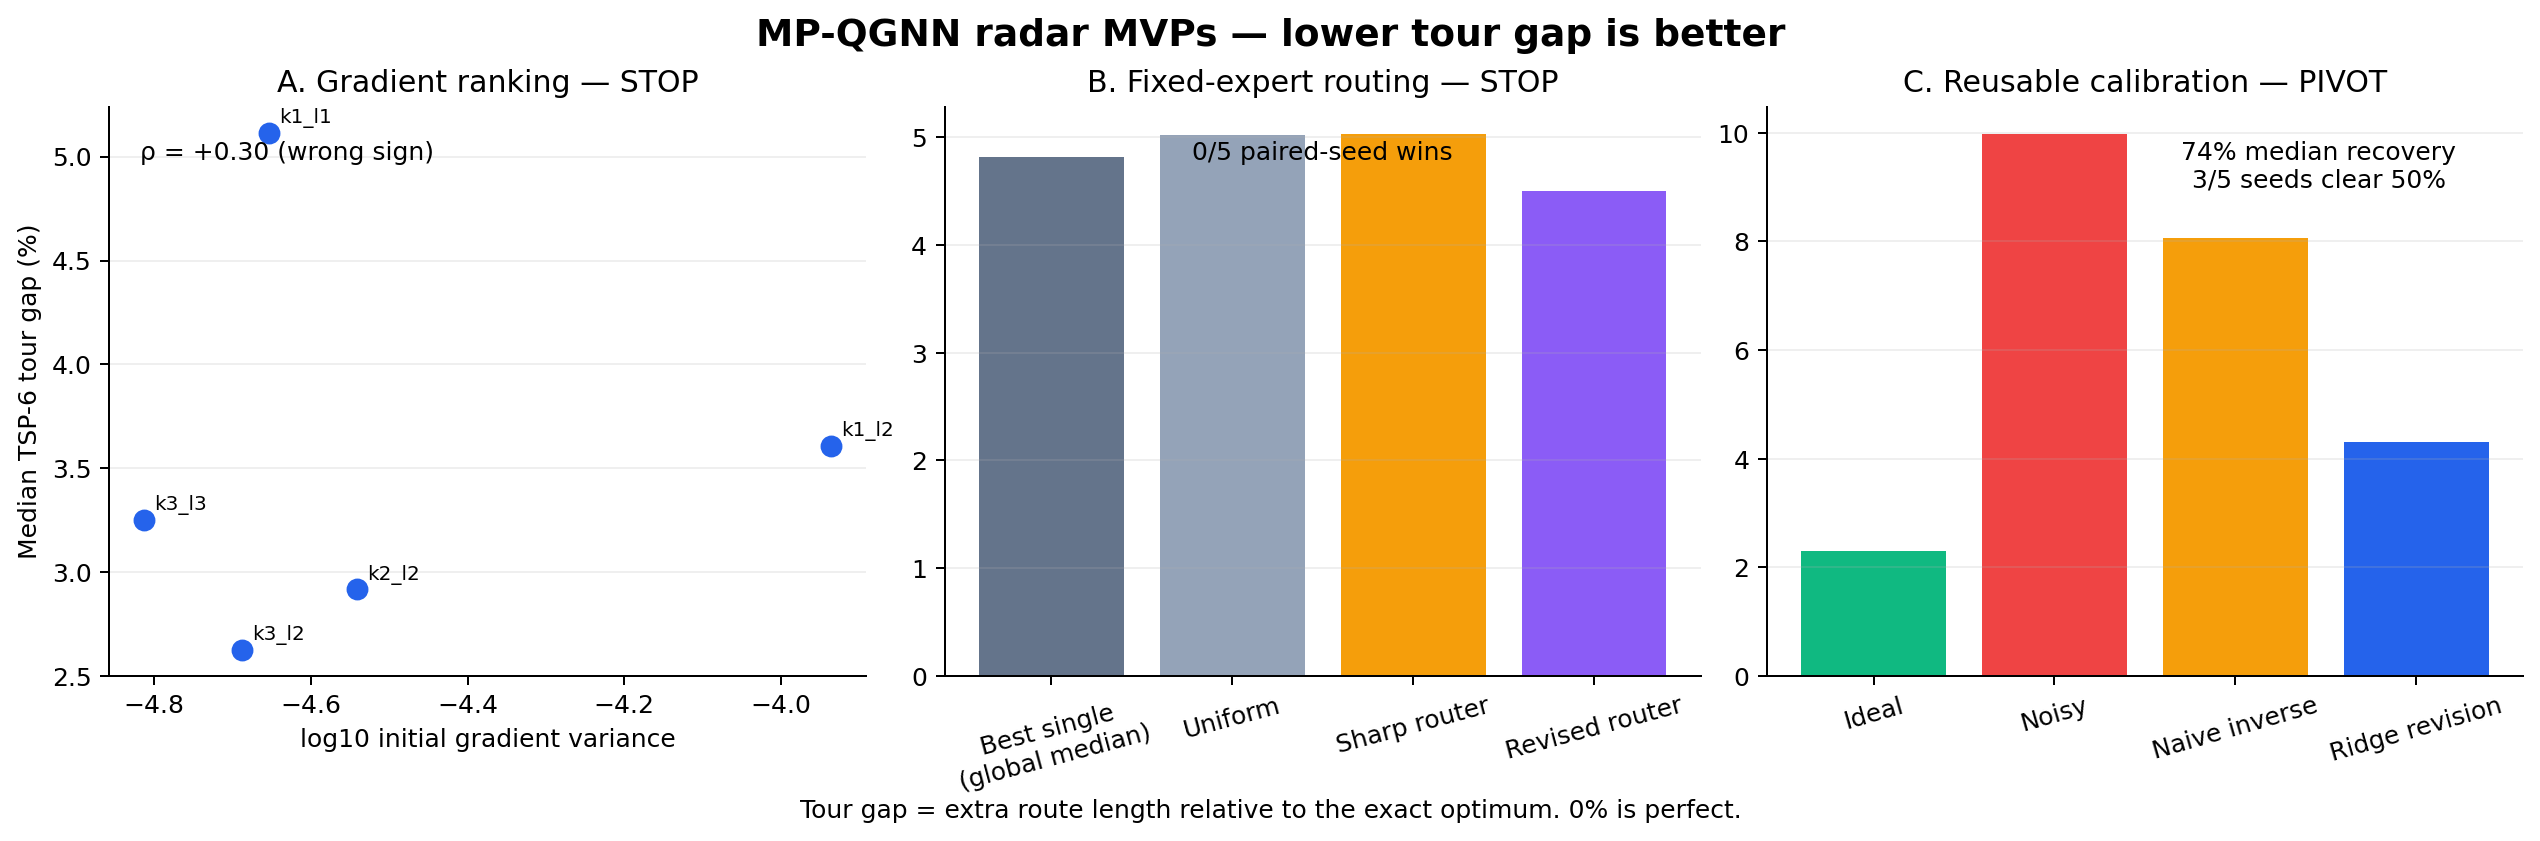 MP-QGNN radar MVPs — lower tour gap is better
A. Gradient ranking — STOP
k1_l1
ρ = +0.30 (wrong sign)
k1_l2
k3_l3
k2_l2
k3_l2
5.0
4.5
4.0
3.5
3.0
2.5
Median TSP-6 tour gap (%)
−4.8
−4.6
−4.4
−4.2
−4.0
log10 initial gradient variance
B. Fixed-expert routing — STOP
0/5 paired-seed wins
5
4
3
2
1
0
Best single
(global median)
Uniform
Sharp router
Revised router
C. Reusable calibration — PIVOT
74% median recovery
3/5 seeds clear 50%
10
8
6
4
2
0
Ideal
Noisy
Naive inverse
Ridge revision
Tour gap = extra route length relative to the exact optimum. 0% is perfect.